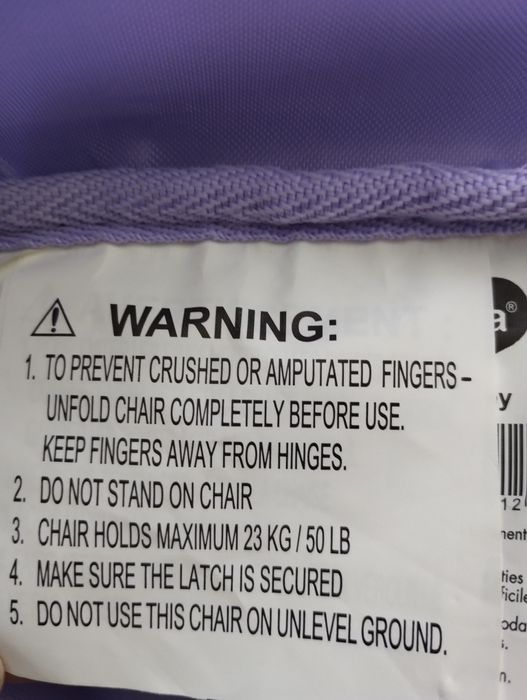 WARNING:
1. TO PREVENT CRUSHED OR AMPUTATED FINGERS–
UNFOLD CHAIR COMPLETELY BEFORE USE.
KEEP FINGERS AWAY FROM HINGES.
2. DO NOT STAND ON CHAIR
3. CHAIR HOLDS MAXIMUM 23 KG / 50 LB
4. MAKE SURE THE LATCH IS SECURED
5. DO NOT USE THIS CHAIR ON UNLEVEL GROUND.